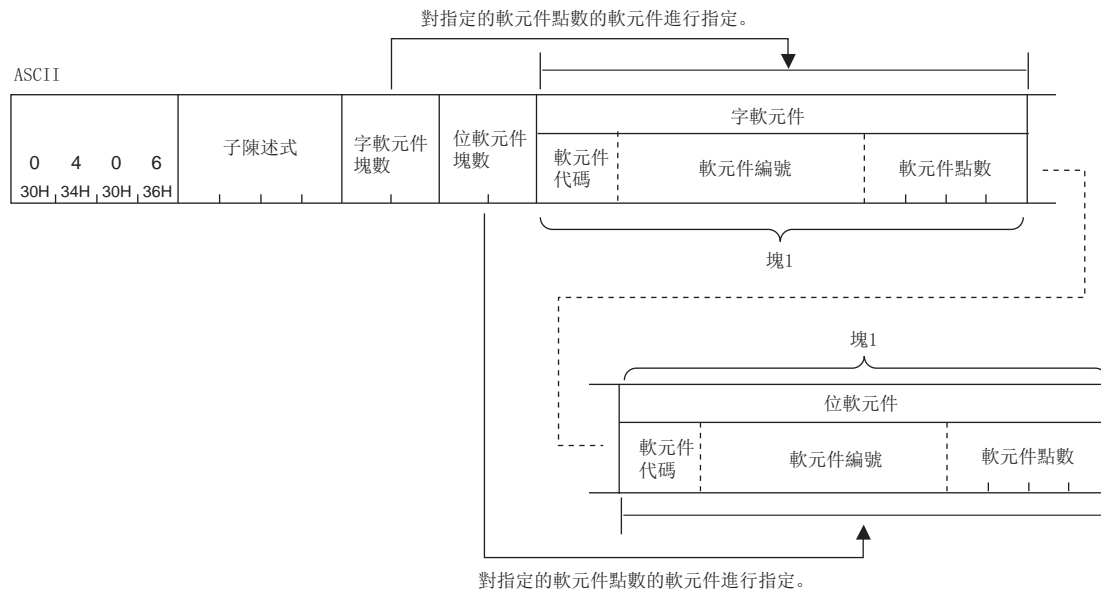 對指定的軟元件點數的軟元件進行指定。
ASCII
0 4 0 6
30H 34H 30H 36H
子陳述式
字軟元件
塊數
位軟元件
塊數
字軟元件
軟元件
代碼
軟元件編號
軟元件點數
塊1
塊1
位軟元件
軟元件
代碼
軟元件編號
軟元件點數
對指定的軟元件點數的軟元件進行指定。